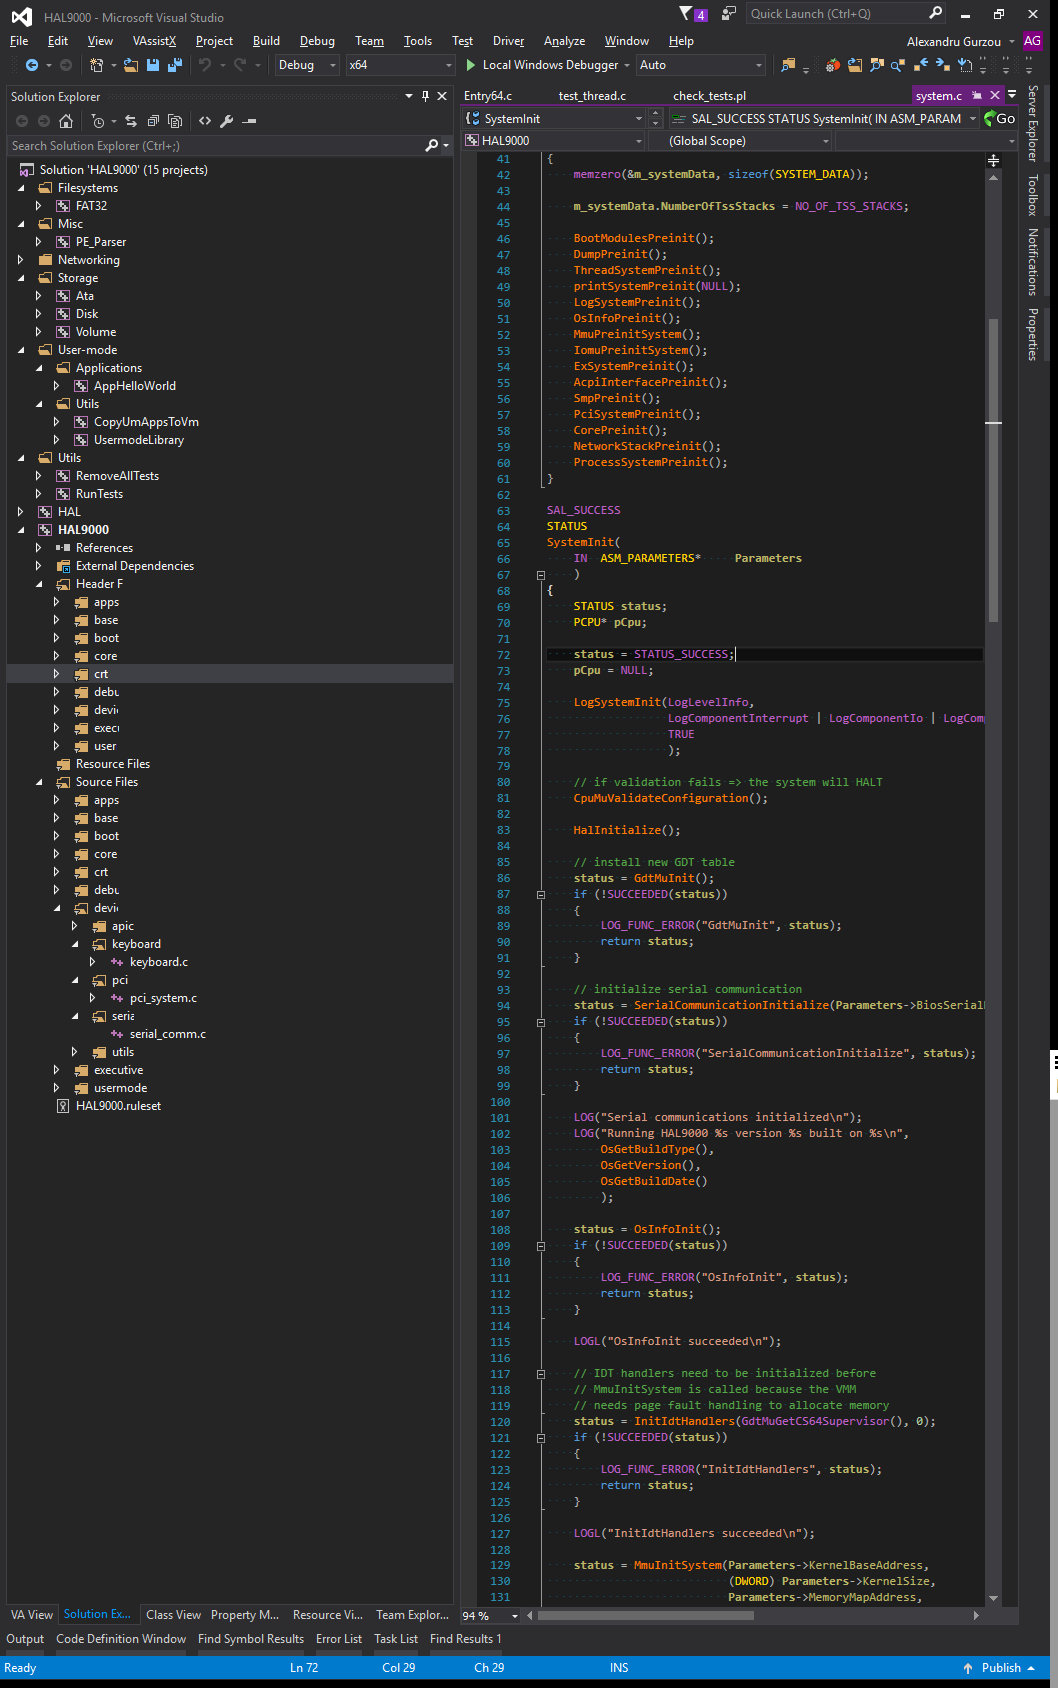 HAL9000 - Microsoft Visual Studio
4
Quick Launch (Ctrl+Q)
File Edit View VAssistX Project Build Debug Team Tools Test Driver Analyze Window Help
Alexandru Gurzou AG
Debug x64 Local Windows Debugger Auto
Solution Explorer
Search Solution Explorer (Ctrl+;)
Solution 'HAL9000' (15 projects)
Filesystems
FAT32
Misc
PE_Parser
Networking
Storage
Ata
Disk
Volume
User-mode
Applications
AppHelloWorld
Utils
CopyUmAppsToVm
UsermodeLibrary
Utils
RemoveAllTests
RunTests
HAL
HAL9000
References
External Dependencies
Header F
apps
base
boot
core
crt
debu
devi
exec
user
Resource Files
Source Files
apps
base
boot
core
crt
debu
devi
apic
keyboard
keyboard.c
pci
pci_system.c
seria
serial_comm.c
utils
executive
usermode
HAL9000.ruleset
VA View Solution Ex... Class View Property M... Resource Vi... Team Explor...
Entry64.c test_thread.c check_tests.pl system.c
SystemInit SAL_SUCCESS STATUS SystemInit( IN ASM_PARAM Go
HAL9000 (Global Scope)
41 {
42 memzero(&m_systemData, sizeof(SYSTEM_DATA));
43
44 m_systemData.NumberOfTssStacks = NO_OF_TSS_STACKS;
45
46 BootModulesPreinit();
47 DumpPreinit();
48 ThreadSystemPreinit();
49 printSystemPreinit(NULL);
50 LogSystemPreinit();
51 OsInfoPreinit();
52 MmuPreinitSystem();
53 IomuPreinitSystem();
54 ExSystemPreinit();
55 AcpiInterfacePreinit();
56 SmpPreinit();
57 PciSystemPreinit();
58 CorePreinit();
59 NetworkStackPreinit();
60 ProcessSystemPreinit();
61 }
62
63 SAL_SUCCESS
64 STATUS
65 SystemInit(
66 IN ASM_PARAMETERS* Parameters
67 )
68 {
69 STATUS status;
70 PCPU* pCpu;
71
72 status = STATUS_SUCCESS;
73 pCpu = NULL;
74
75 LogSystemInit(LogLevelInfo,
76 LogComponentInterrupt | LogComponentIo | LogCom
77 TRUE
78 );
79
80 // if validation fails => the system will HALT
81 CpuMuValidateConfiguration();
82
83 HalInitialize();
84
85 // install new GDT table
86 status = GdtMuInit();
87 if (!SUCCEEDED(status))
88 {
89 LOG_FUNC_ERROR("GdtMuInit", status);
90 return status;
91 }
92
93 // initialize serial communication
94 status = SerialCommunicationInitialize(Parameters->BiosSerial
95 if (!SUCCEEDED(status))
96 {
97 LOG_FUNC_ERROR("SerialCommunicationInitialize", status);
98 return status;
99 }
100
101 LOG("Serial communications initialized\n");
102 LOG("Running HAL9000 %s version %s built on %s\n",
103 OsGetBuildType(),
104 OsGetVersion(),
105 OsGetBuildDate()
106 );
107
108 status = OsInfoInit();
109 if (!SUCCEEDED(status))
110 {
111 LOG_FUNC_ERROR("OsInfoInit", status);
112 return status;
113 }
114
115 LOGL("OsInfoInit succeeded\n");
116
117 // IDT handlers need to be initialized before
118 // MmuInitSystem is called because the VMM
119 // needs page fault handling to allocate memory
120 status = InitIdtHandlers(GdtMuGetCS64Supervisor(), 0);
121 if (!SUCCEEDED(status))
122 {
123 LOG_FUNC_ERROR("InitIdtHandlers", status);
124 return status;
125 }
126
127 LOGL("InitIdtHandlers succeeded\n");
128
129 status = MmuInitSystem(Parameters->KernelBaseAddress,
130 (DWORD) Parameters->KernelSize,
131 Parameters->MemoryMapAddress,
94 %
Server Explorer
Toolbox
Notifications
Properties
Output Code Definition Window Find Symbol Results Error List Task List Find Results 1
Ready Ln 72 Col 29 Ch 29 INS Publish